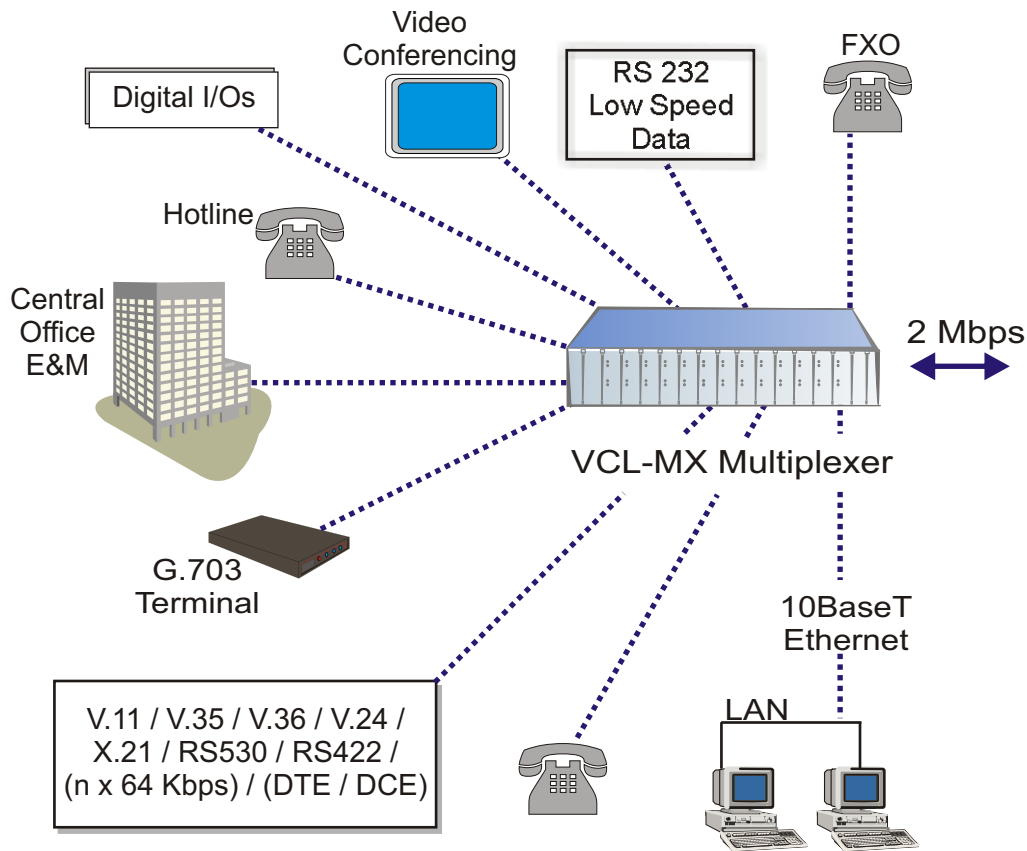 Video
Conferencing
FXO
Digital I/Os
RS 232
Low Speed
Data
Hotline
Central
Office
E&M
2 Mbps
VCL-MX Multiplexer
G.703
Terminal
10BaseT
Ethernet
V.11 / V.35 / V.36 / V.24 /
X.21 / RS530 / RS422 /
(n x 64 Kbps) / (DTE / DCE)
LAN